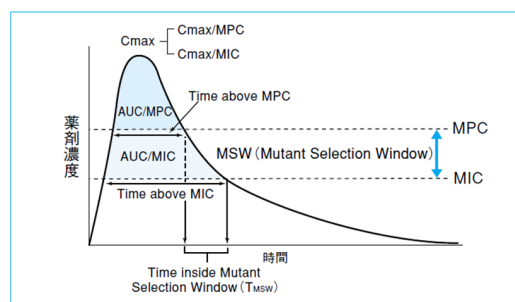 Cmax
Cmax/MPC
Cmax/MIC
Time above MPC
AUC/MPC
MPC
AUC/MIC
MSW(Mutant Selection Window)
MIC
Time above MIC
薬剤濃度
時間
Time inside Mutant
Selection Window(TMSW)